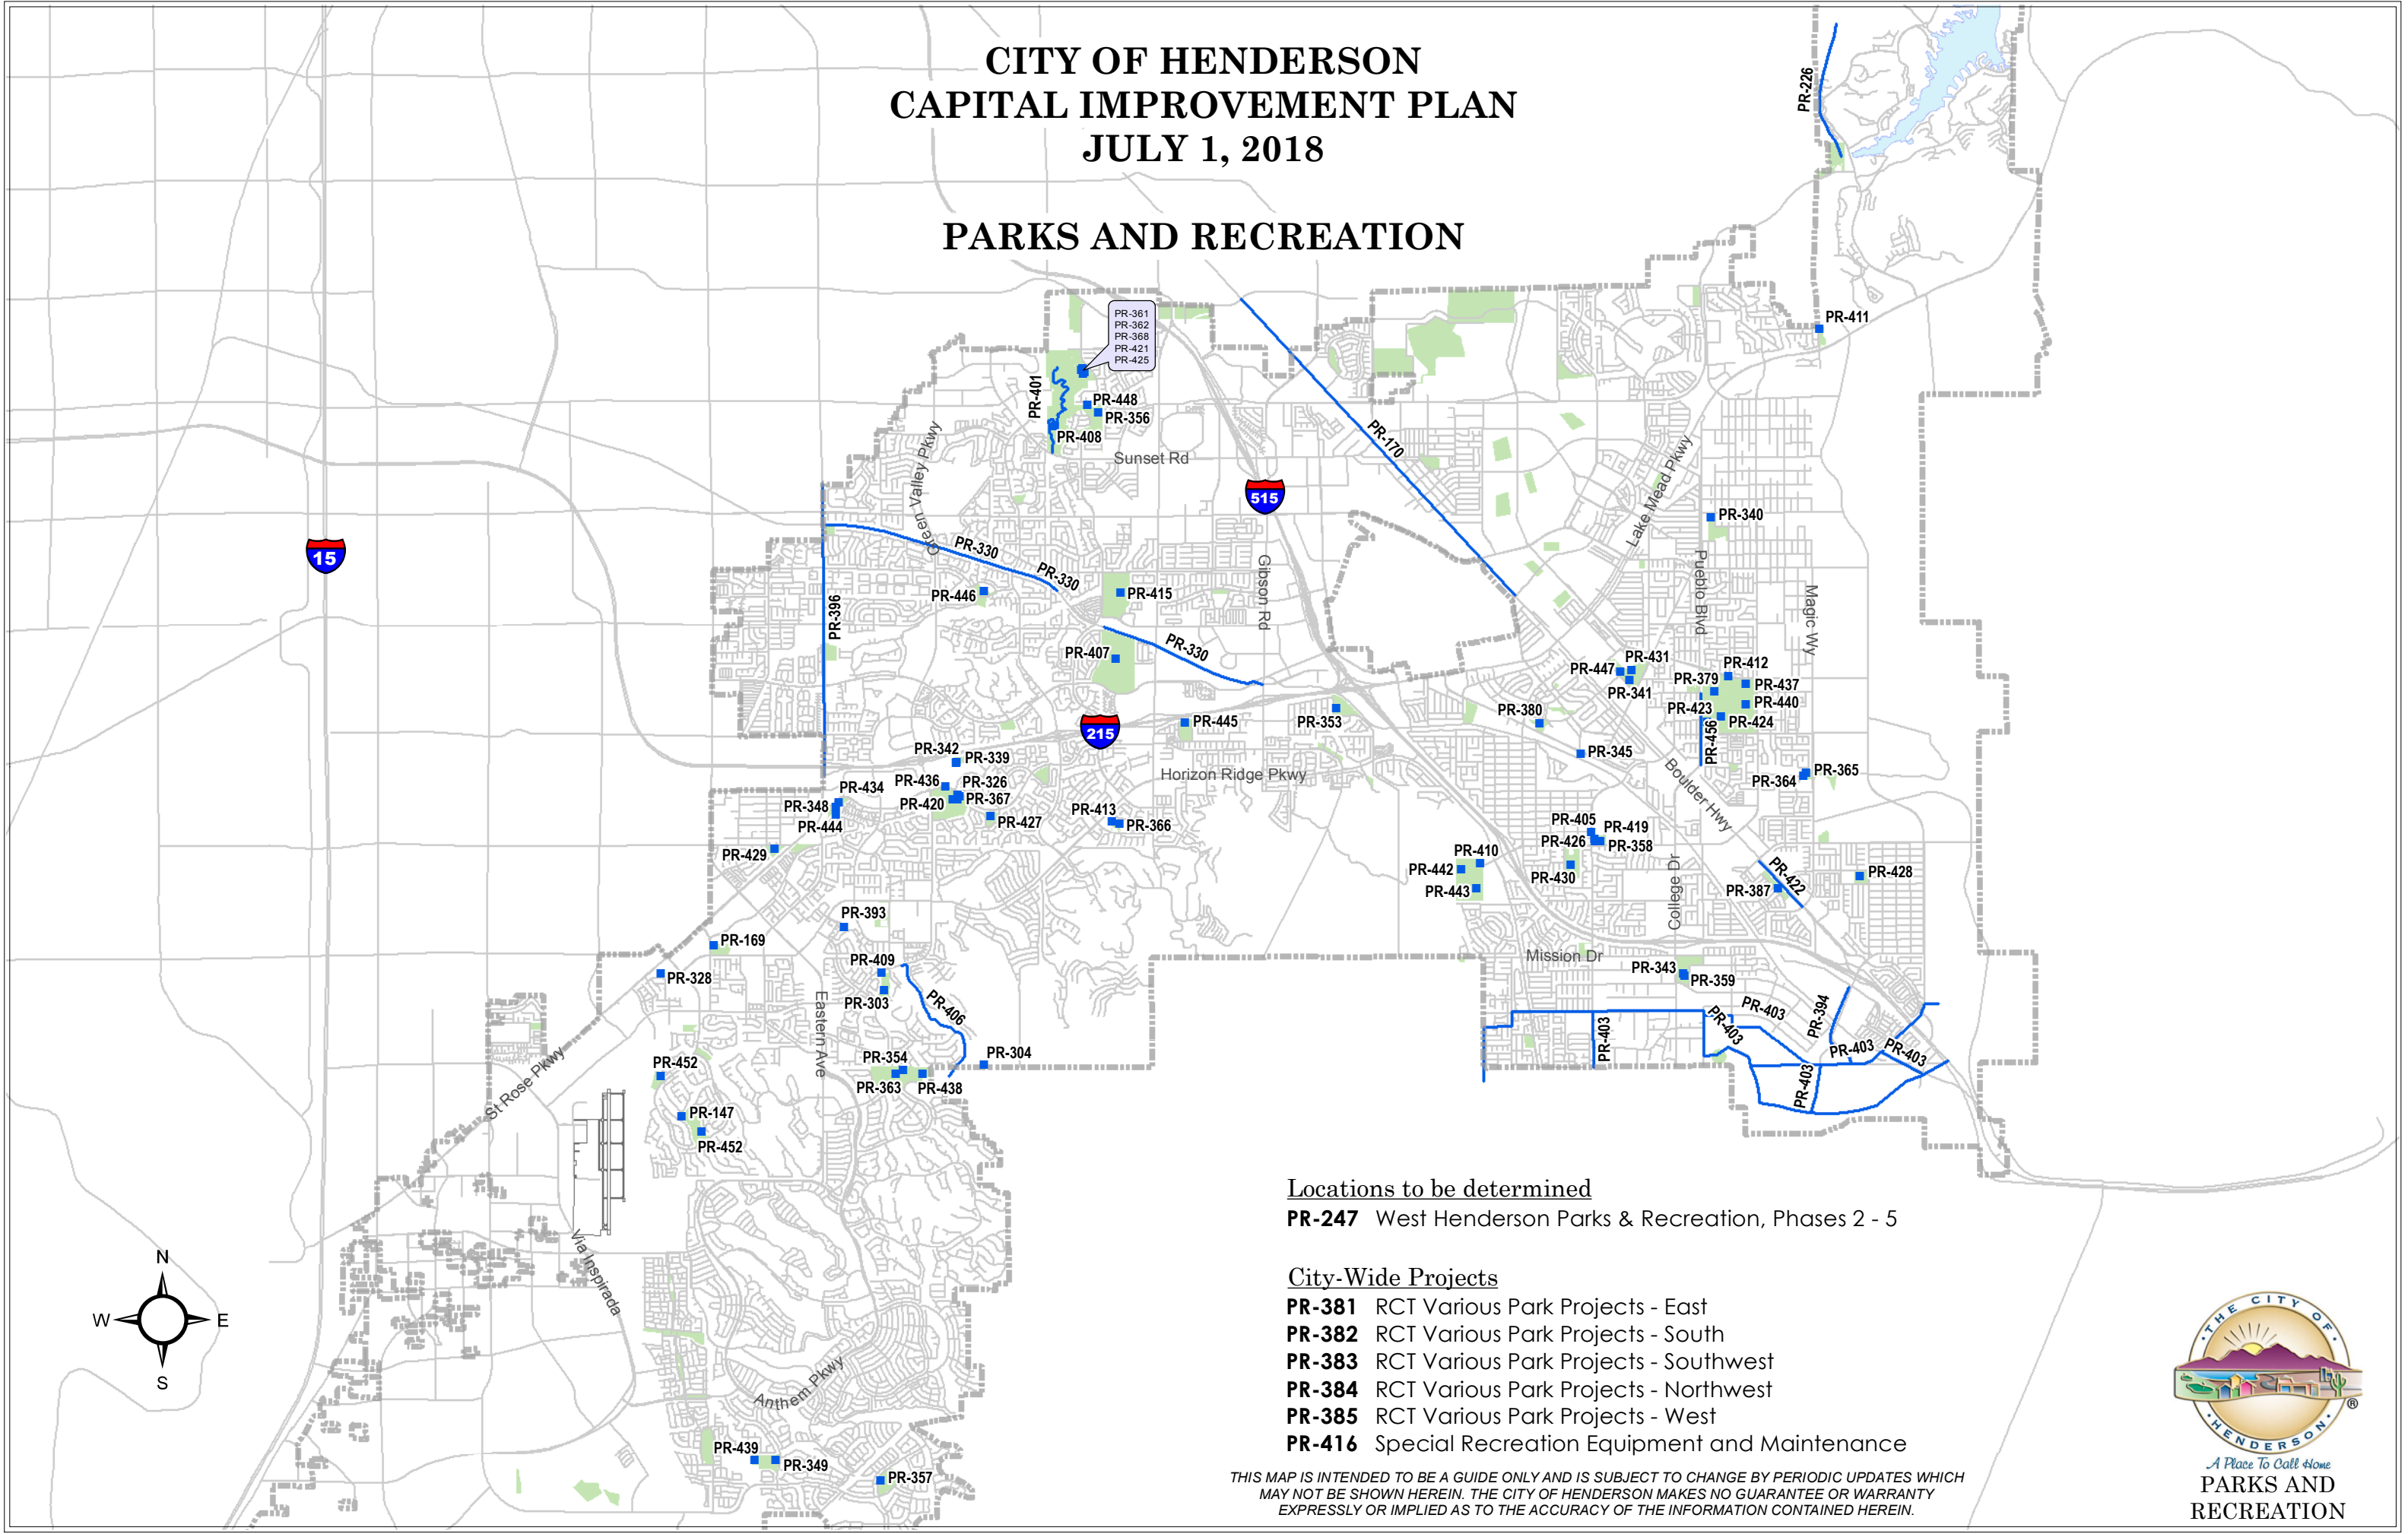 CITY OF HENDERSON
CAPITAL IMPROVEMENT PLAN
JULY 1, 2018
PARKS AND RECREATION
PR-226
PR-411
PR-361
PR-362
PR-368
PR-421
PR-425
PR-401
PR-448
PR-356
PR-408
Sunset Rd
Green Valley Pkwy
PR-170
515
Lake Mead Pkwy
PR-340
15
PR-330
PR-330
PR-446
PR-415
Gibson Rd
Pueblo Blvd
Magic Wy
PR-396
PR-330
PR-407
PR-447
PR-431
PR-341
PR-412
PR-379
PR-437
PR-440
PR-423
PR-424
PR-456
PR-380
PR-353
PR-445
215
PR-345
PR-342
PR-339
Horizon Ridge Pkwy
PR-436
PR-326
PR-420
PR-367
PR-427
PR-434
PR-348
PR-444
PR-413
PR-366
PR-364
PR-365
Boulder Hwy
PR-405
PR-419
PR-426
PR-358
PR-430
PR-429
PR-410
PR-442
PR-443
College Dr
PR-422
PR-387
PR-428
PR-393
PR-169
PR-328
PR-409
PR-303
PR-406
Mission Dr
PR-343
PR-359
Eastern Ave
PR-304
PR-354
PR-363
PR-438
PR-403
PR-403
PR-403
PR-394
PR-403
PR-403
PR-403
St Rose Pkwy
PR-452
PR-147
PR-452
Via Inspirada
Anthem Pkwy
PR-439
PR-349
PR-357
N
W
E
S
Locations to be determined
PR-247 West Henderson Parks & Recreation, Phases 2 - 5
City-Wide Projects
PR-381 RCT Various Park Projects - East
PR-382 RCT Various Park Projects - South
PR-383 RCT Various Park Projects - Southwest
PR-384 RCT Various Park Projects - Northwest
PR-385 RCT Various Park Projects - West
PR-416 Special Recreation Equipment and Maintenance
THIS MAP IS INTENDED TO BE A GUIDE ONLY AND IS SUBJECT TO CHANGE BY PERIODIC UPDATES WHICH
MAY NOT BE SHOWN HEREIN. THE CITY OF HENDERSON MAKES NO GUARANTEE OR WARRANTY
EXPRESSLY OR IMPLIED AS TO THE ACCURACY OF THE INFORMATION CONTAINED HEREIN.
· THE CITY OF ·
· HENDERSON ·
®
A Place To Call Home
PARKS AND
RECREATION